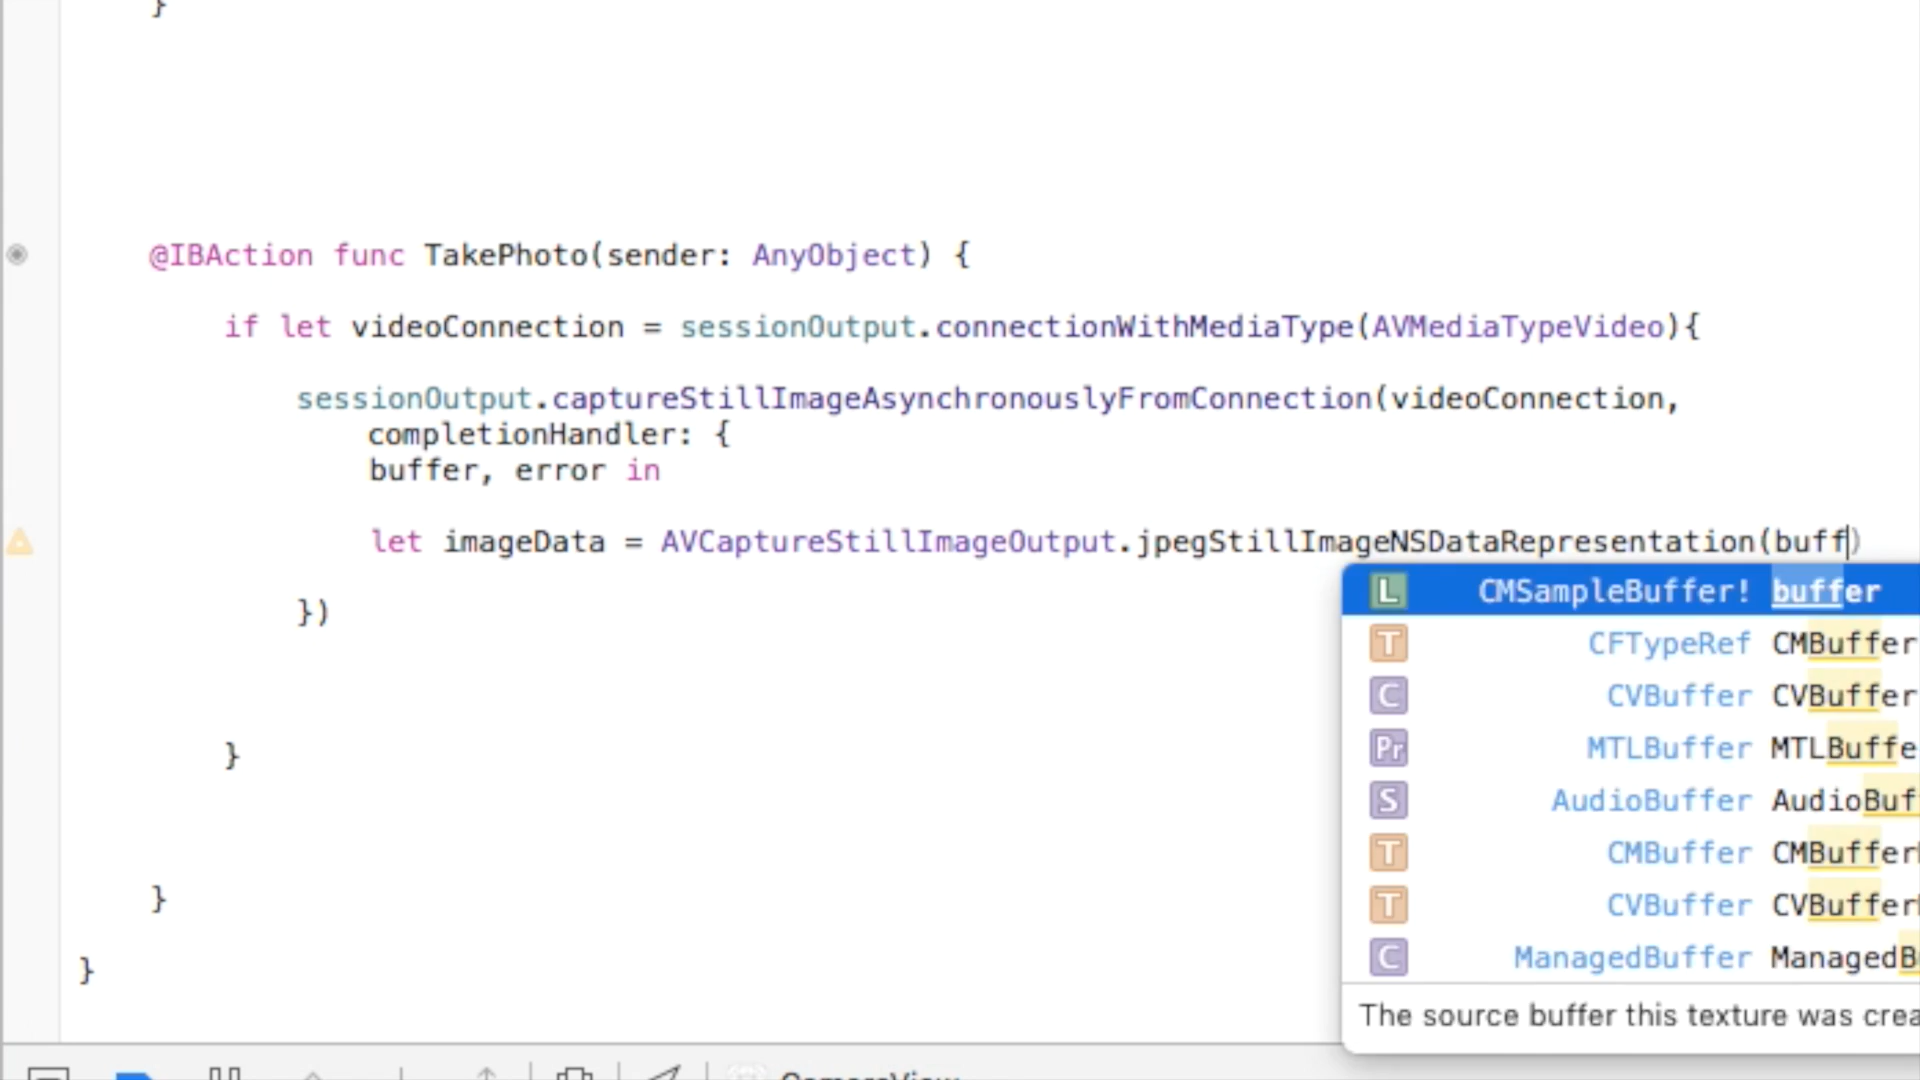 }
@IBAction func TakePhoto(sender: AnyObject) {
if let videoConnection = sessionOutput.connectionWithMediaType(AVMediaTypeVideo){
sessionOutput.captureStillImageAsynchronouslyFromConnection(videoConnection,
completionHandler: {
buffer, error in
let imageData = AVCaptureStillImageOutput.jpegStillImageNSDataRepresentation(buff)
L CMSampleBuffer! buffer
T CFTypeRef CMBuffer
C CVBuffer CVBuffer
Pr MTLBuffer MTLBuffe
S AudioBuffer AudioBuf
T CMBuffer CMBuffer
T CVBuffer CVBuffer
C ManagedBuffer ManagedB
The source buffer this texture was crea
})
}
}
}